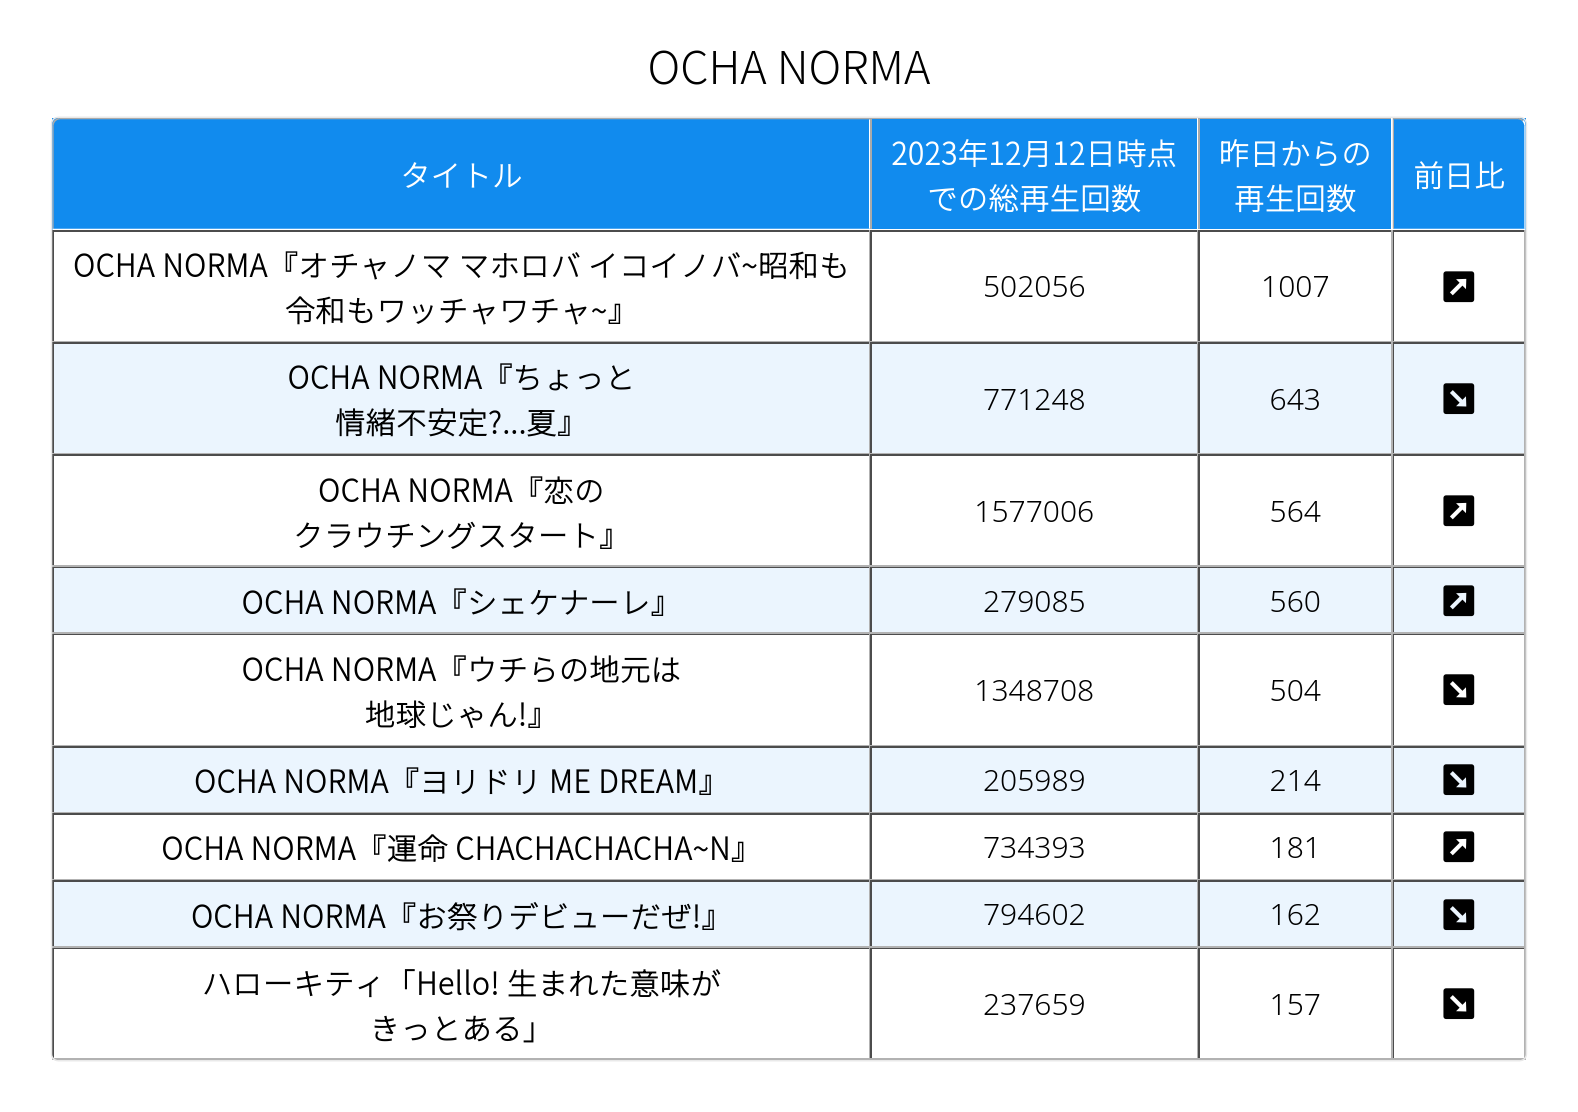 OCHA NORMA
タイトル
2023年12月12日時点
での総再生回数
昨日からの
再生回数
前日比
OCHA NORMA『オチャノマ マホロバ イコイノバ~昭和も
令和もワッチャワチャ~』
502056
1007
OCHA NORMA『ちょっと
情緒不安定?...夏』
771248
643
OCHA NORMA『恋の
クラウチングスタート』
1577006
564
OCHA NORMA『シェケナーレ』
279085
560
OCHA NORMA『ウチらの地元は
地球じゃん!』
1348708
504
OCHA NORMA『ヨリドリ ME DREAM』
205989
214
OCHA NORMA『運命 CHACHACHACHA~N』
734393
181
OCHA NORMA『お祭りデビューだぜ!』
794602
162
ハローキティ「Hello! 生まれた意味が
きっとある」
237659
157